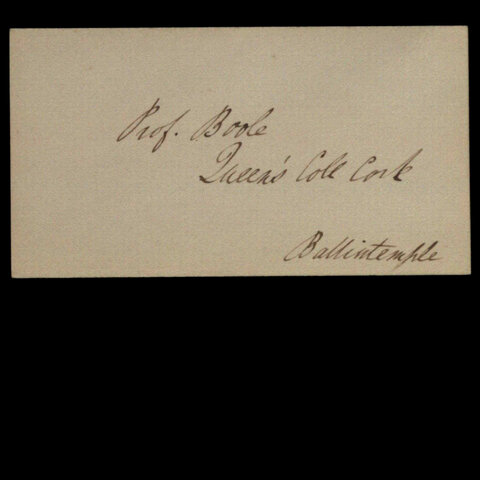 Prof. Boole
Queen's Coll Cork
Ballintemple